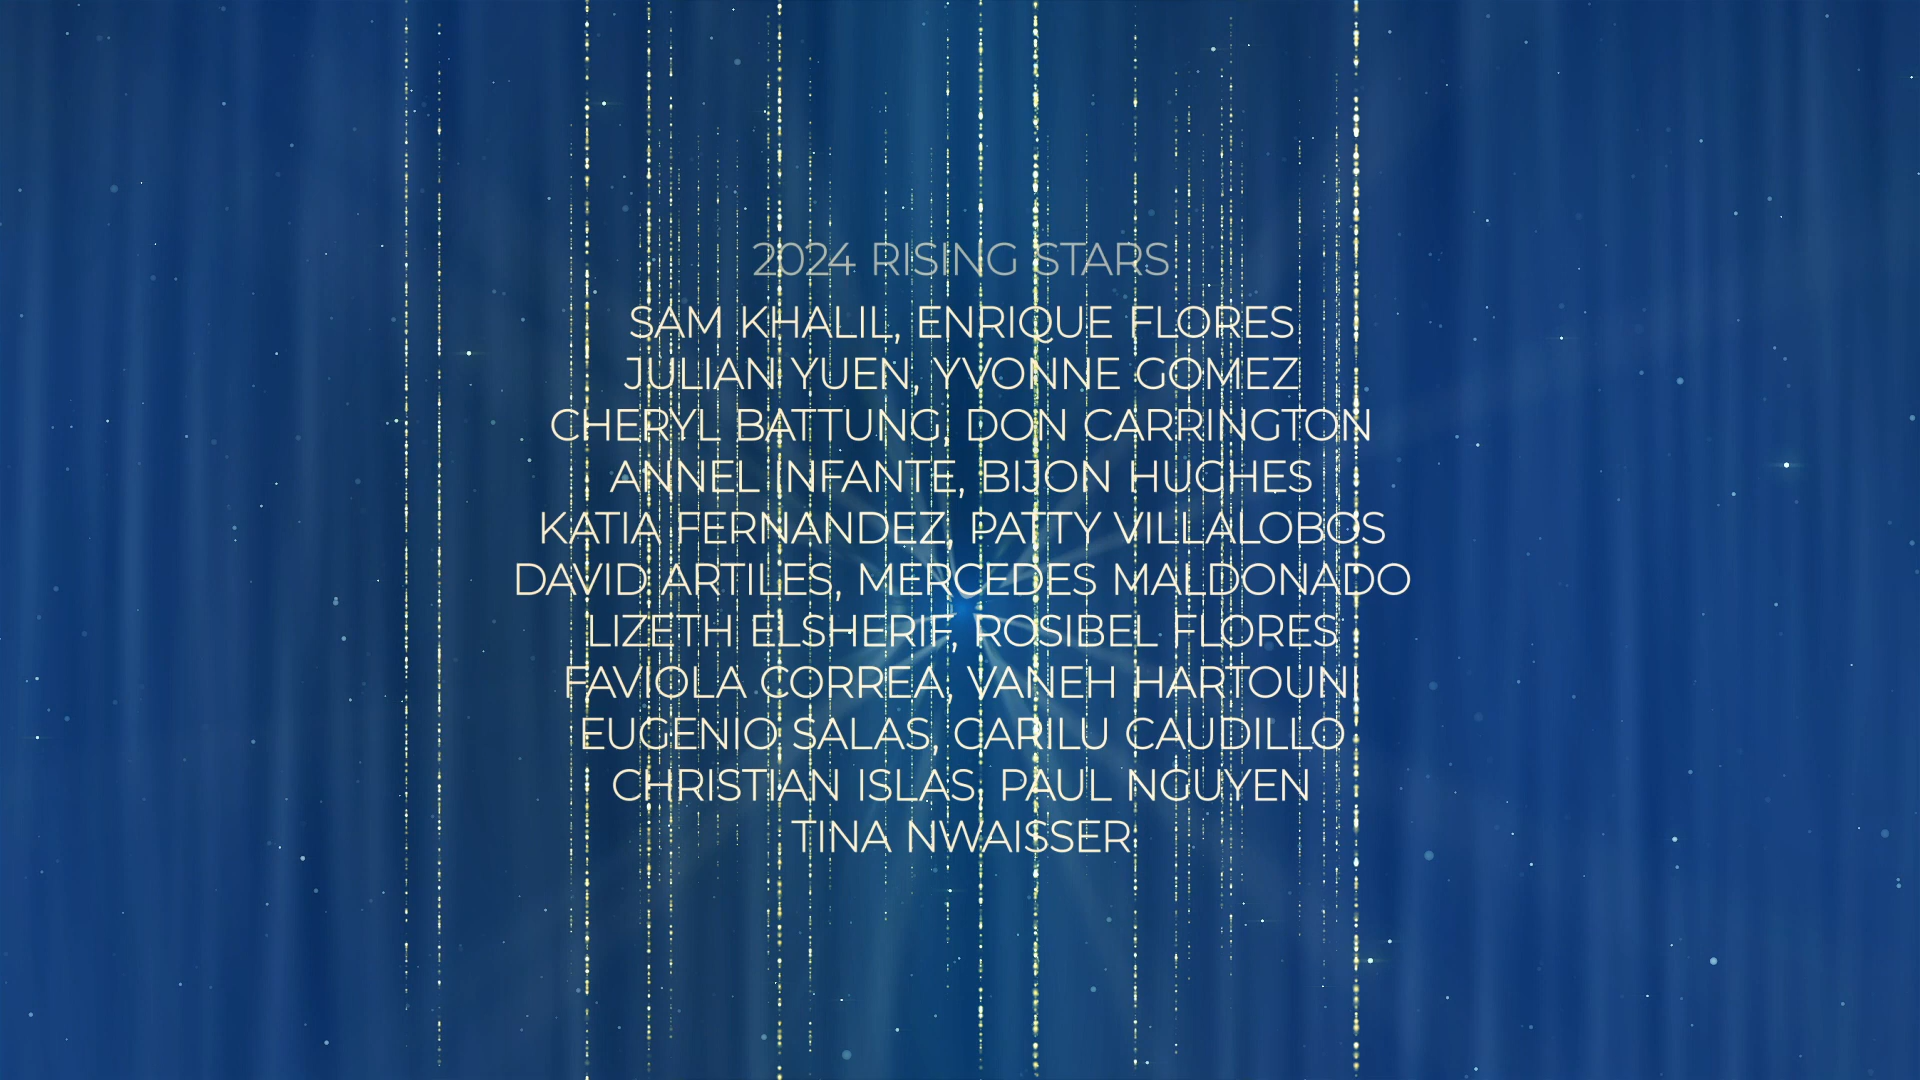 2024 RISING STARS
SAM KHALIL, ENRIQUE FLORES
JULIAN YUEN, YVONNE GOMEZ
CHERYL BATTUNG, DON CARRINGTON
ANNEL INFANTE, BIJON HUGHES
KATIA FERNANDEZ, PATTY VILLALOBOS
DAVID ARTILES, MERCEDES MALDONADO
LIZETH ELSHERIF, ROSIBEL FLORES
FAVIOLA CORREA, VANEH HARTOUNI
EUGENIO SALAS, CARILU CAUDILLO
CHRISTIAN ISLAS, PAUL NGUYEN
TINA NWAISSER